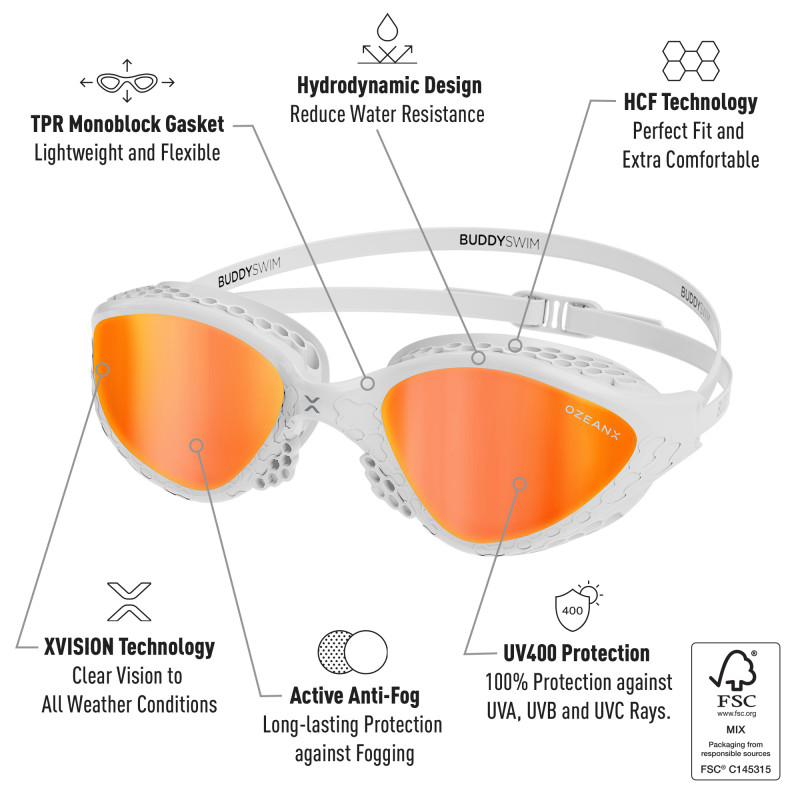 Hydrodynamic Design
Reduce Water Resistance
HCF Technology
Perfect Fit and
Extra Comfortable
TPR Monoblock Gasket
Lightweight and Flexible
BUDDYSWIM
BUDDYSWIM
BUDDYSWIM
OZEANX
XVISION Technology
Clear Vision to
All Weather Conditions
Active Anti-Fog
Long-lasting Protection
against Fogging
400
UV400 Protection
100% Protection against
UVA, UVB and UVC Rays.
FSC
www.fsc.org
MIX
Packaging from
responsible sources
FSC® C145315